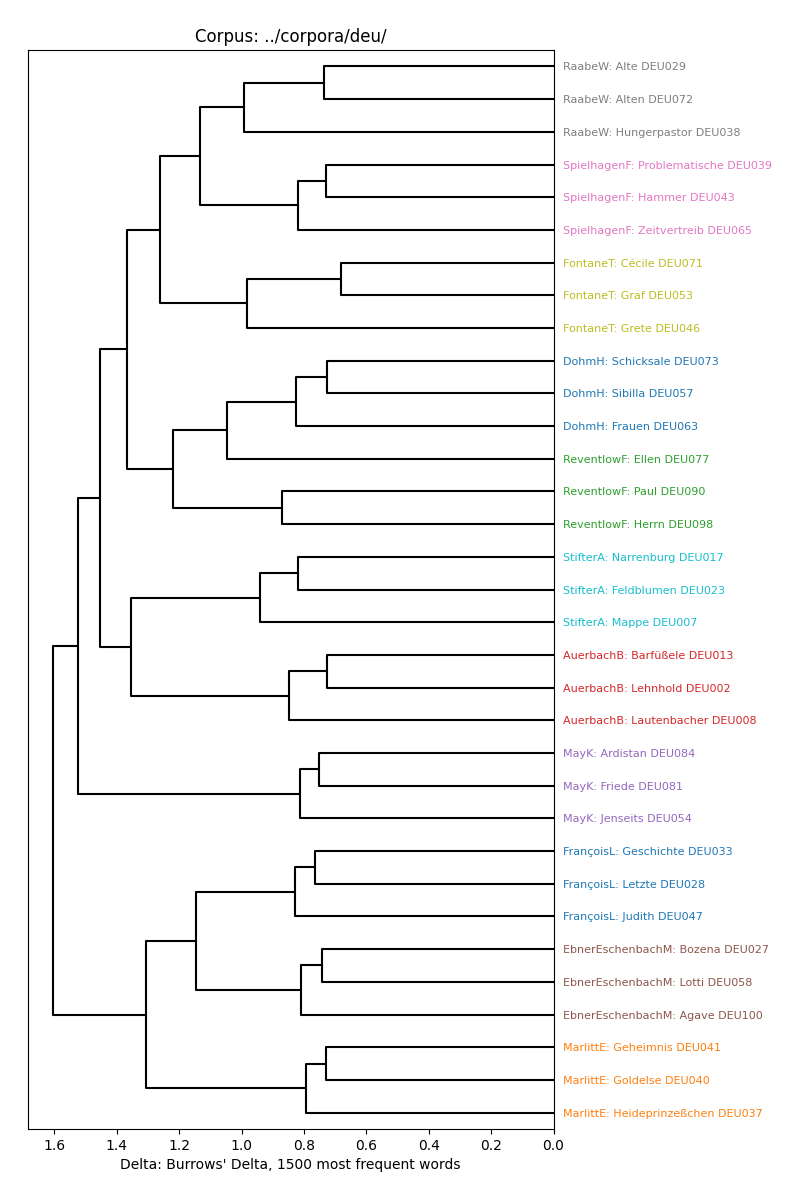 Corpus: ../corpora/deu/
RaabeW: Alte DEU029
RaabeW: Alten DEU072
RaabeW: Hungerpastor DEU038
SpielhagenF: Problematische DEU039
SpielhagenF: Hammer DEU043
SpielhagenF: Zeitvertreib DEU065
FontaneT: Cécile DEU071
FontaneT: Graf DEU053
FontaneT: Grete DEU046
DohmH: Schicksale DEU073
DohmH: Sibilla DEU057
DohmH: Frauen DEU063
ReventlowF: Ellen DEU077
ReventlowF: Paul DEU090
ReventlowF: Herrn DEU098
StifterA: Narrenburg DEU017
StifterA: Feldblumen DEU023
StifterA: Mappe DEU007
AuerbachB: Barfüßele DEU013
AuerbachB: Lehnhold DEU002
AuerbachB: Lautenbacher DEU008
MayK: Ardistan DEU084
MayK: Friede DEU081
MayK: Jenseits DEU054
FrançoisL: Geschichte DEU033
FrançoisL: Letzte DEU028
FrançoisL: Judith DEU047
EbnerEschenbachM: Bozena DEU027
EbnerEschenbachM: Lotti DEU058
EbnerEschenbachM: Agave DEU100
MarlittE: Geheimnis DEU041
MarlittE: Goldelse DEU040
MarlittE: Heideprinzeßchen DEU037
1.6 1.4 1.2 1.0 0.8 0.6 0.4 0.2 0.0
Delta: Burrows' Delta, 1500 most frequent words